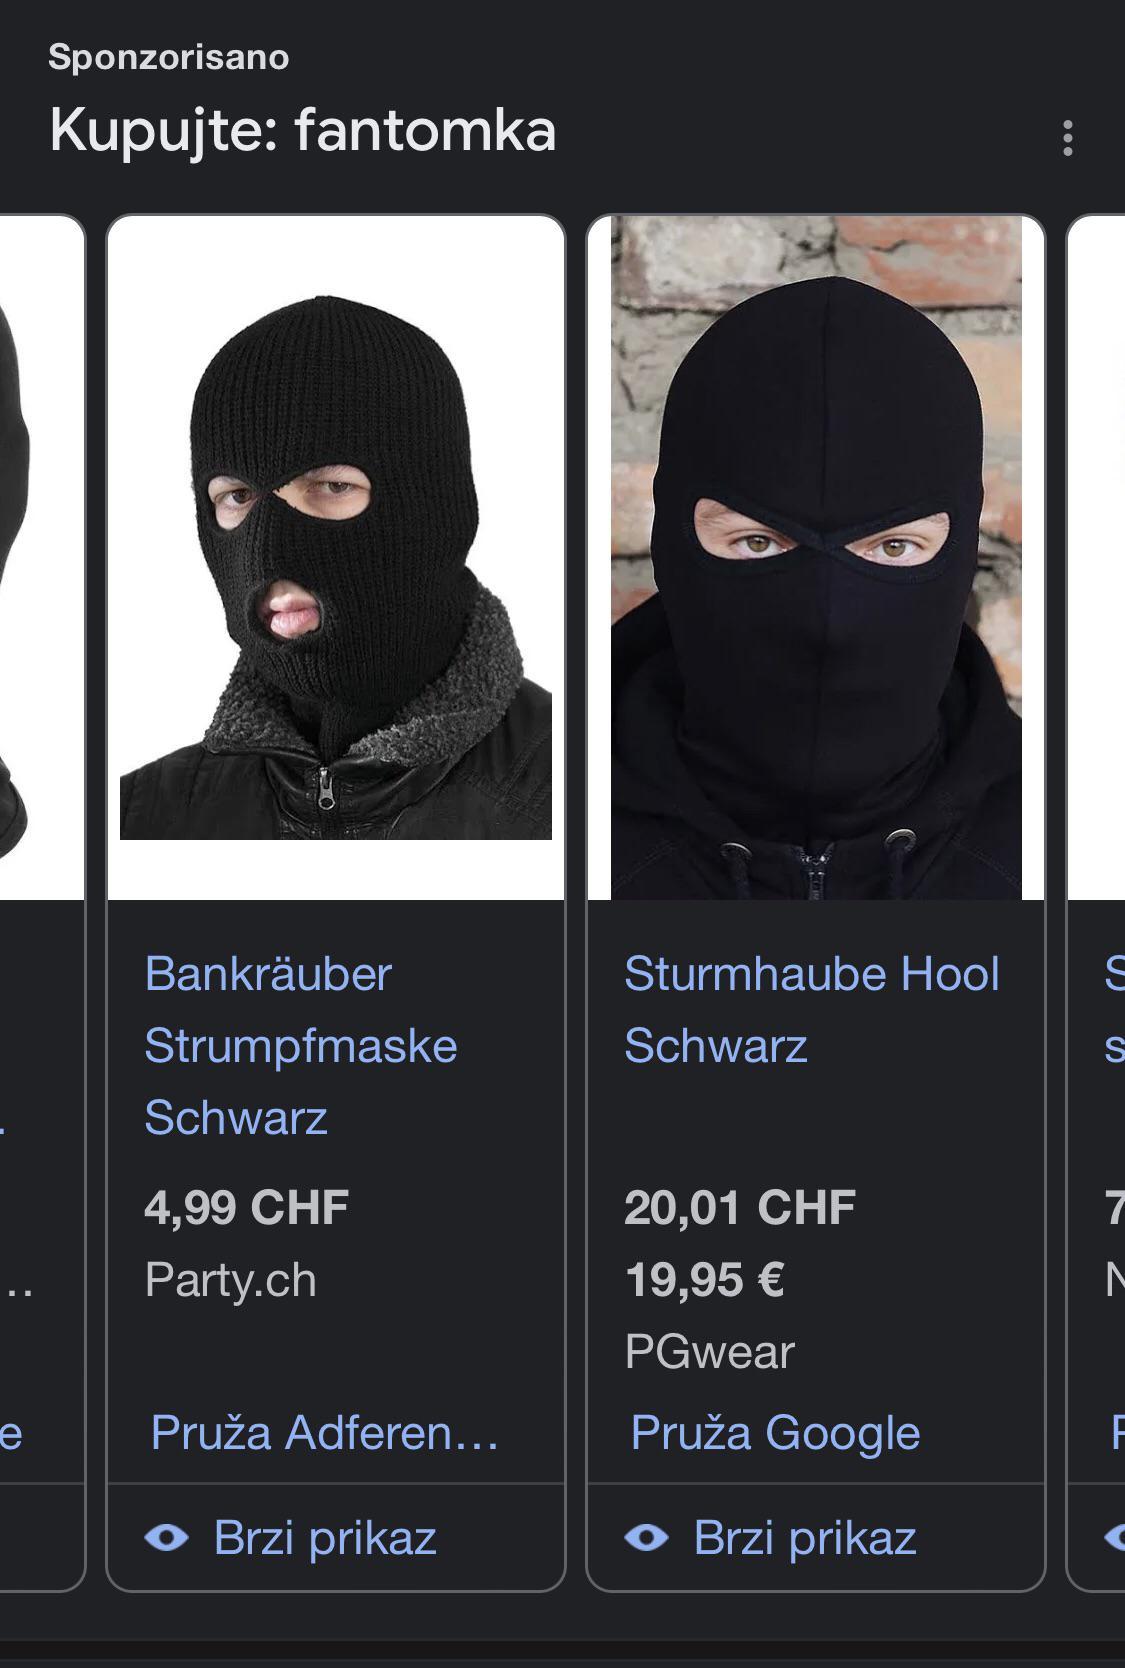 Sponzorisano
Kupujte: fantomka
Bankräuber
Strumpfmaske
Schwarz
4,99 CHF
Party.ch
Pruža Adferen...
Brzi prikaz
Sturmhaube Hool
Schwarz
20,01 CHF
19,95 €
PGwear
Pruža Google
Brzi prikaz